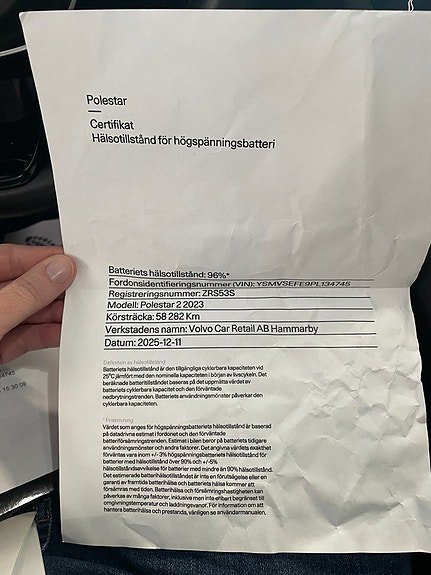 Polestar
Certifikat
Hälsotillstånd för högspänningsbatteri
Batteriets hälsotillstånd: 96%*
Fordonsidentifieringsnummer (VIN): YSMVSEFE9PL134745
Registreringsnummer: ZRS53S
Modell: Polestar 2 2023
Körsträcka: 58 282 Km
Verkstadens namn: Volvo Car Retail AB Hammarby
Datum: 2025-12-11
Definition av hälsotillstånd
Batteriets hälsotillstånd är den tillgängliga cyklerbara kapaciteten vid
25°C jämfört med den nominella kapaciteten i början av livscykeln. Det
beräknade batteritillståndet baseras på det uppmätta värdet av
batteriets cyklerbara kapacitet och den förväntade
nedbrytningstrenden. Batteriets användningsmönster påverkar den
cyklerbara kapaciteten.
* Friskrivning
Värdet som anges för högspänningsbatteriets hälsotillstånd är baserat
på datadrivna estimat i fordonet och den förväntade
batteriförsämringstrenden. Estimat i bilen beror på batteriets tidigare
användningsmönster och andra faktorer. Det angivna värdets exakthet
förväntas vara inom +/- 3% högspänningsbatteriets hälsotillstånd för
batterier med hälsotillstånd över 90% och +/-5%
hälsotillståndsavvikelse för batterier med mindre än 90% hälsotillstånd.
Det estimerade batterihälsotillståndet är inte en förutsägelse eller en
garanti av framtida batterihälsa och batteriets hälsa kommer att
försämras med tiden. Batterihälsa och försämringshastigheten kan
påverkas av många faktorer, inklusive men inte enbart begränsat till
omgivningstemperatur och laddningsvanor. För information om att
hantera batterihälsa och prestanda, vänligen se användarmanualen.
4745
15:30:09